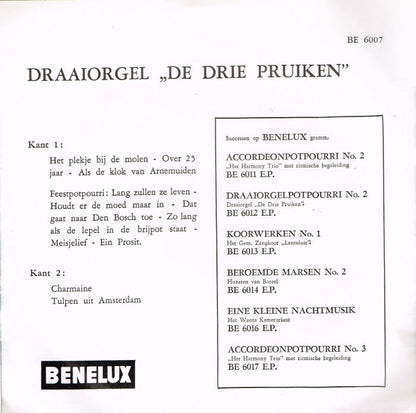 BE 6007
DRAAIORGEL „DE DRIE PRUIKEN”
Kant 1:
Het plekje bij de molen - Over 25
jaar - Als de klok van Arnemuiden
Feestpotpourri: Lang zullen ze leven -
Houdt er de moed maar in - Dat
gaat naar Den Bosch toe - Zo lang
als de lepel in de brijpot staat -
Meisjelief - Ein Prosit.
Kant 2:
Charmaine
Tulpen uit Amsterdam
BENELUX
Successen op BENELUX gramm.
ACCORDEONPOTPOURRI No. 2
„Het Harmony Trio” met ritmische begeleiding
BE 6011 E.P.
DRAAIORGELPOTPOURRI No. 2
Draaiorgel „De Drie Pruiken”
BE 6012 E.P.
KOORWERKEN No. 1
Het Gem. Zangkoor „Lentelust”
BE 6013 E.P.
BEROEMDE MARSEN No. 2
Huzaren van Boreel
BE 6014 E.P.
EINE KLEINE NACHTMUSIK
Het Weens Kamerorkest
BE 6016 E.P.
ACCORDEONPOTPOURRI No. 3
„Het Harmony Trio” met ritmische begeleiding
BE 6017 E.P.